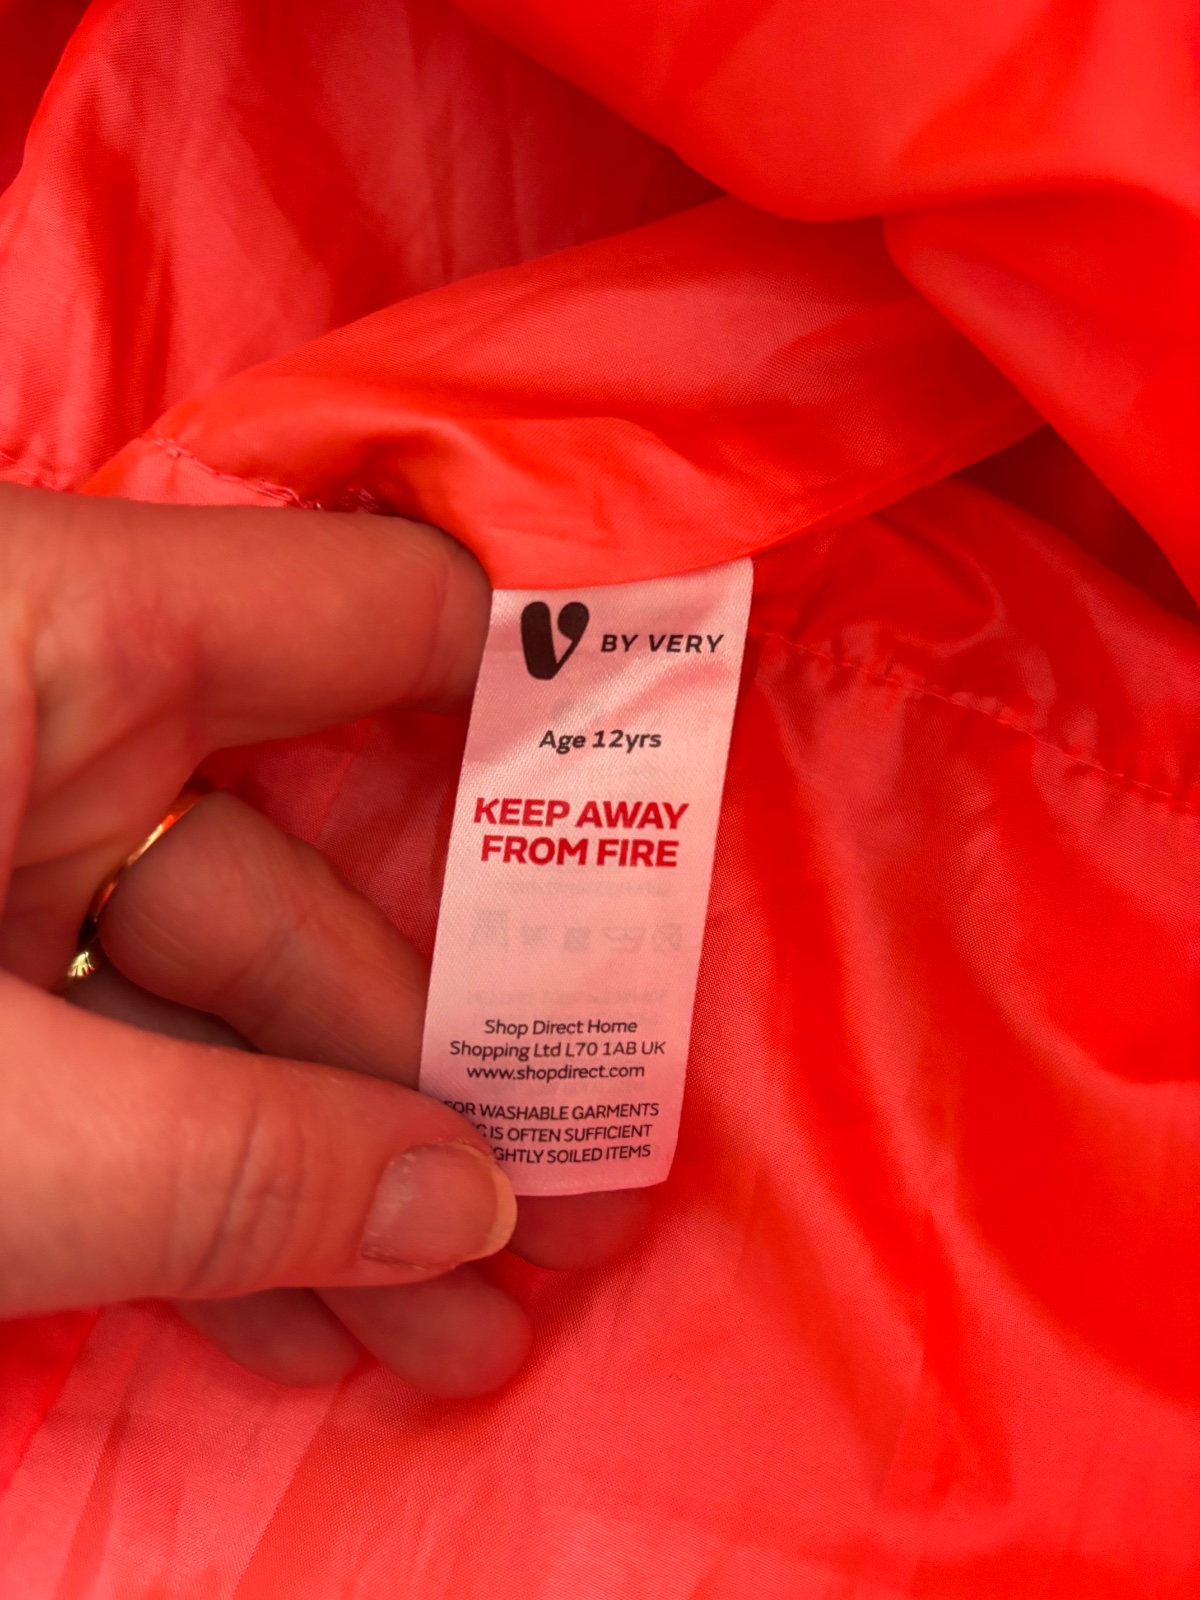 V BY VERY
Age 12yrs
KEEP AWAY
FROM FIRE
Shop Direct Home
Shopping Ltd L70 1AB UK
www.shopdirect.com
FOR WASHABLE GARMENTS
IS OFTEN SUFFICIENT
SOILED ITEMS